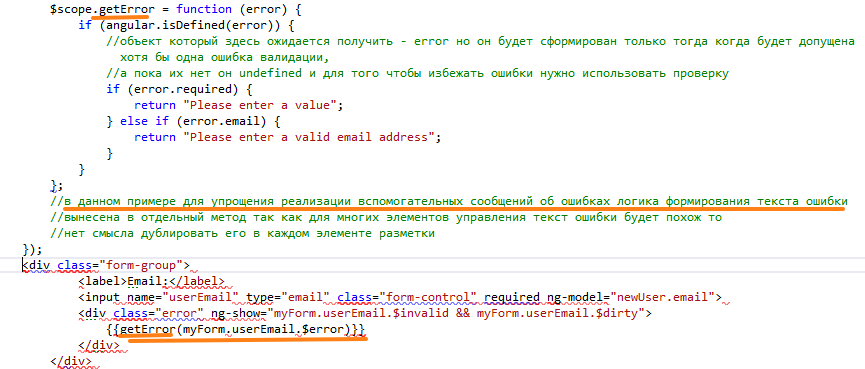 $scope.getError = function (error) {
if (angular.isDefined(error)) {
//объект который здесь ожидается получить - error но он будет сформирован только тогда когда будет допущена
хотя бы одна ошибка валидации,
//а пока их нет он undefined и для того чтобы избежать ошибки нужно использовать проверку
if (error.required) {
return "Please enter a value";
} else if (error.email) {
return "Please enter a valid email address";
}
}
};
//в данном примере для упрощения реализации вспомогательных сообщений об ошибках логика формирования текста ошибки
//вынесена в отдельный метод так как для многих элементов управления текст ошибки будет похож то
//нет смысла дублировать его в каждом элементе разметки
});
<div class="form-group">
<label>Email:</label>
<input name="userEmail" type="email" class="form-control" required ng-model="newUser.email">
<div class="error" ng-show="myForm.userEmail.$invalid && myForm.userEmail.$dirty">
{{getError(myForm.userEmail.$error)}}
</div>
</div>